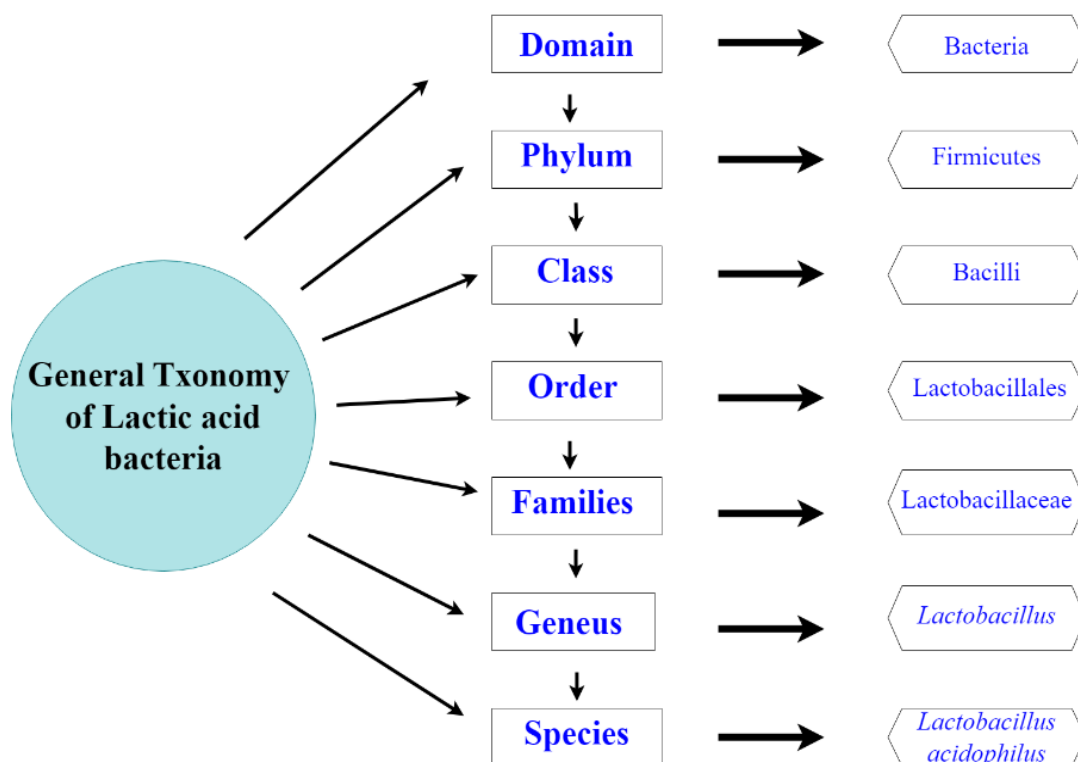 Domain
Bacteria
Phylum
Firmicutes
Class
Bacilli
General Txonomy
of Lactic acid
bacteria
Order
Lactobacillales
Families
Lactobacillaceae
Geneus
Lactobacillus
Species
Lactobacillus
acidophilus